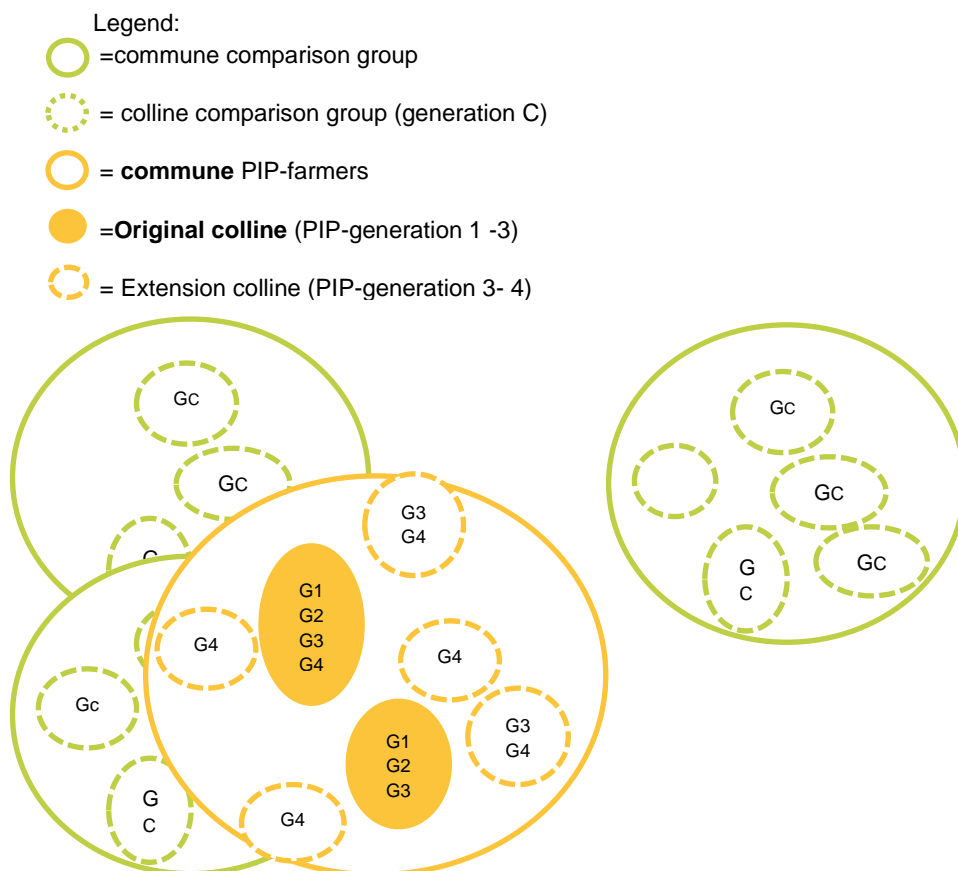 Legend:
=commune comparison group
= colline comparison group (generation C)
= commune PIP-farmers
=Original colline (PIP-generation 1 -3)
= Extension colline (PIP-generation 3- 4)
Gc
Gc
Gc
Gc
Gc
G
C
G3
G4
G1
G2
G3
G4
G4
G4
Gc
G3
G4
G1
G2
G3
G
C
G4